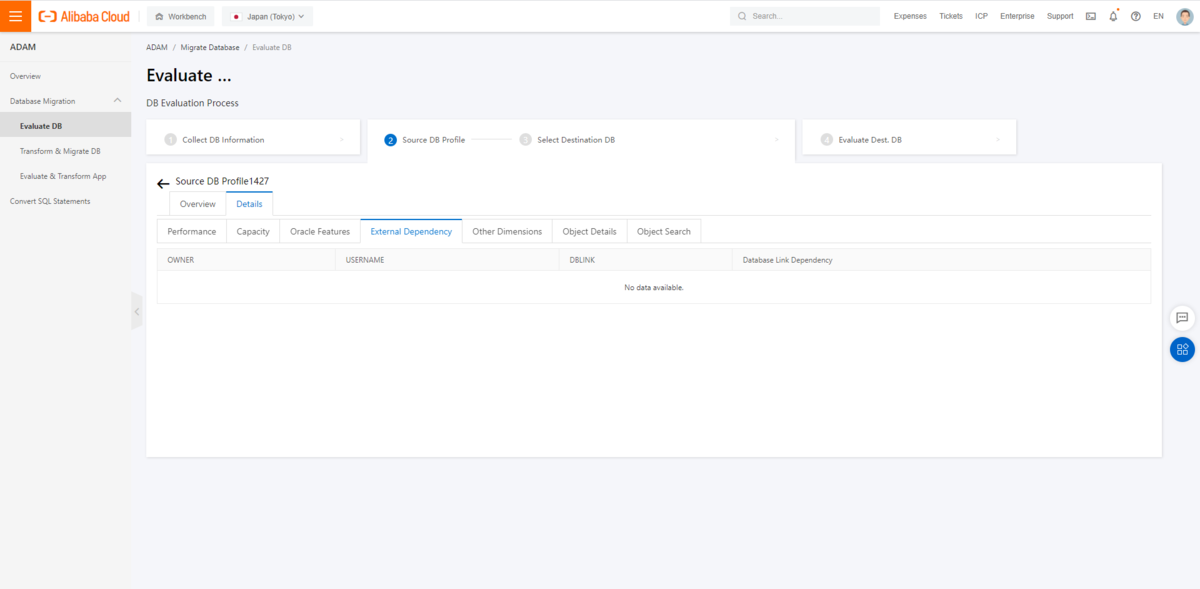 Alibaba Cloud Workbench Japan (Tokyo) Search... Expenses Tickets ICP Enterprise Support EN
ADAM
Overview
Database Migration
Evaluate DB
Transform & Migrate DB
Evaluate & Transform App
Convert SQL Statements
ADAM / Migrate Database / Evaluate DB
Evaluate ...
DB Evaluation Process
1 Collect DB Information 2 Source DB Profile 3 Select Destination DB 4 Evaluate Dest. DB
Source DB Profile1427
Overview Details
Performance Capacity Oracle Features External Dependency Other Dimensions Object Details Object Search
OWNER USERNAME DBLINK Database Link Dependency
No data available.